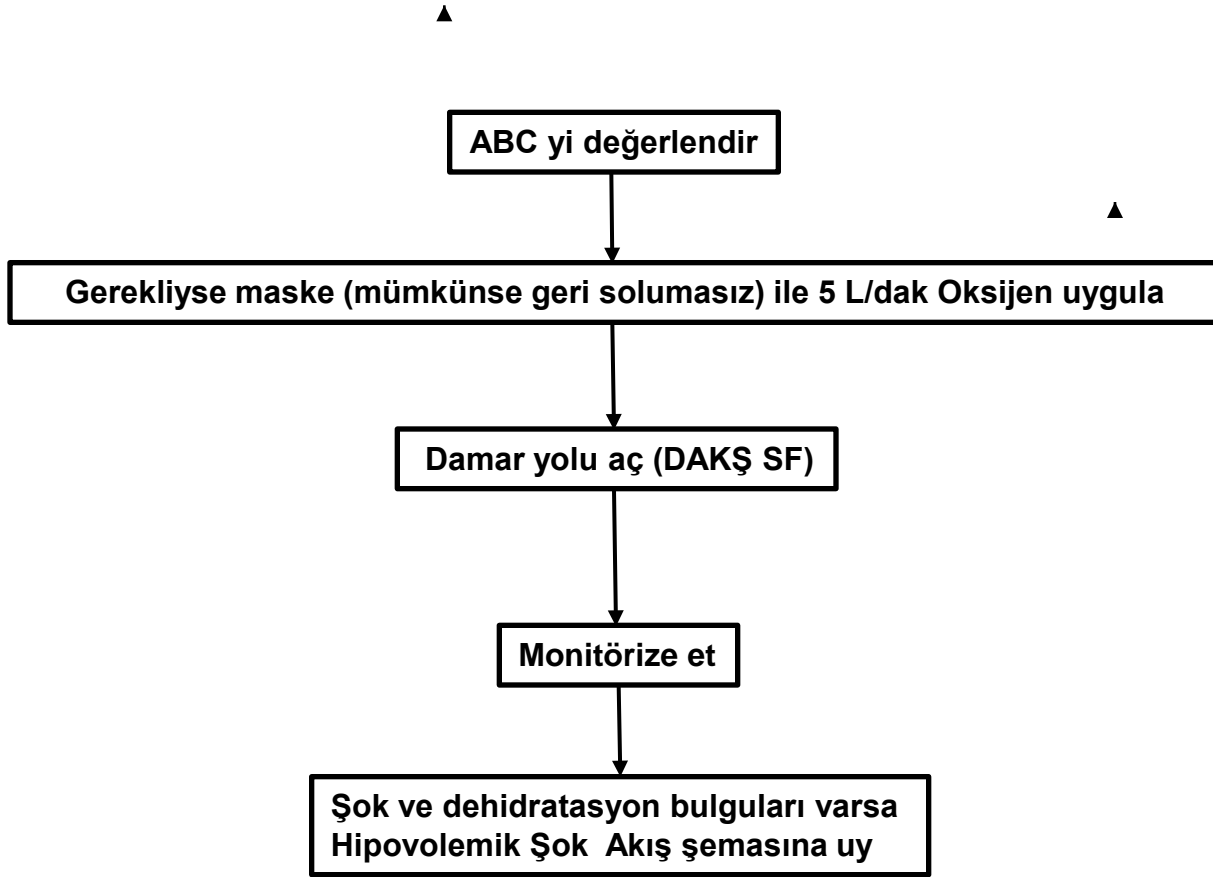 ABC yi değerlendir
Gerekliyse maske (mümkünse geri solumasız) ile 5 L/dak Oksijen uygula
Damar yolu aç (DAKŞ SF)
Monitörize et
Şok ve dehidratasyon bulguları varsa
Hipovolemik Şok Akış şemasına uy